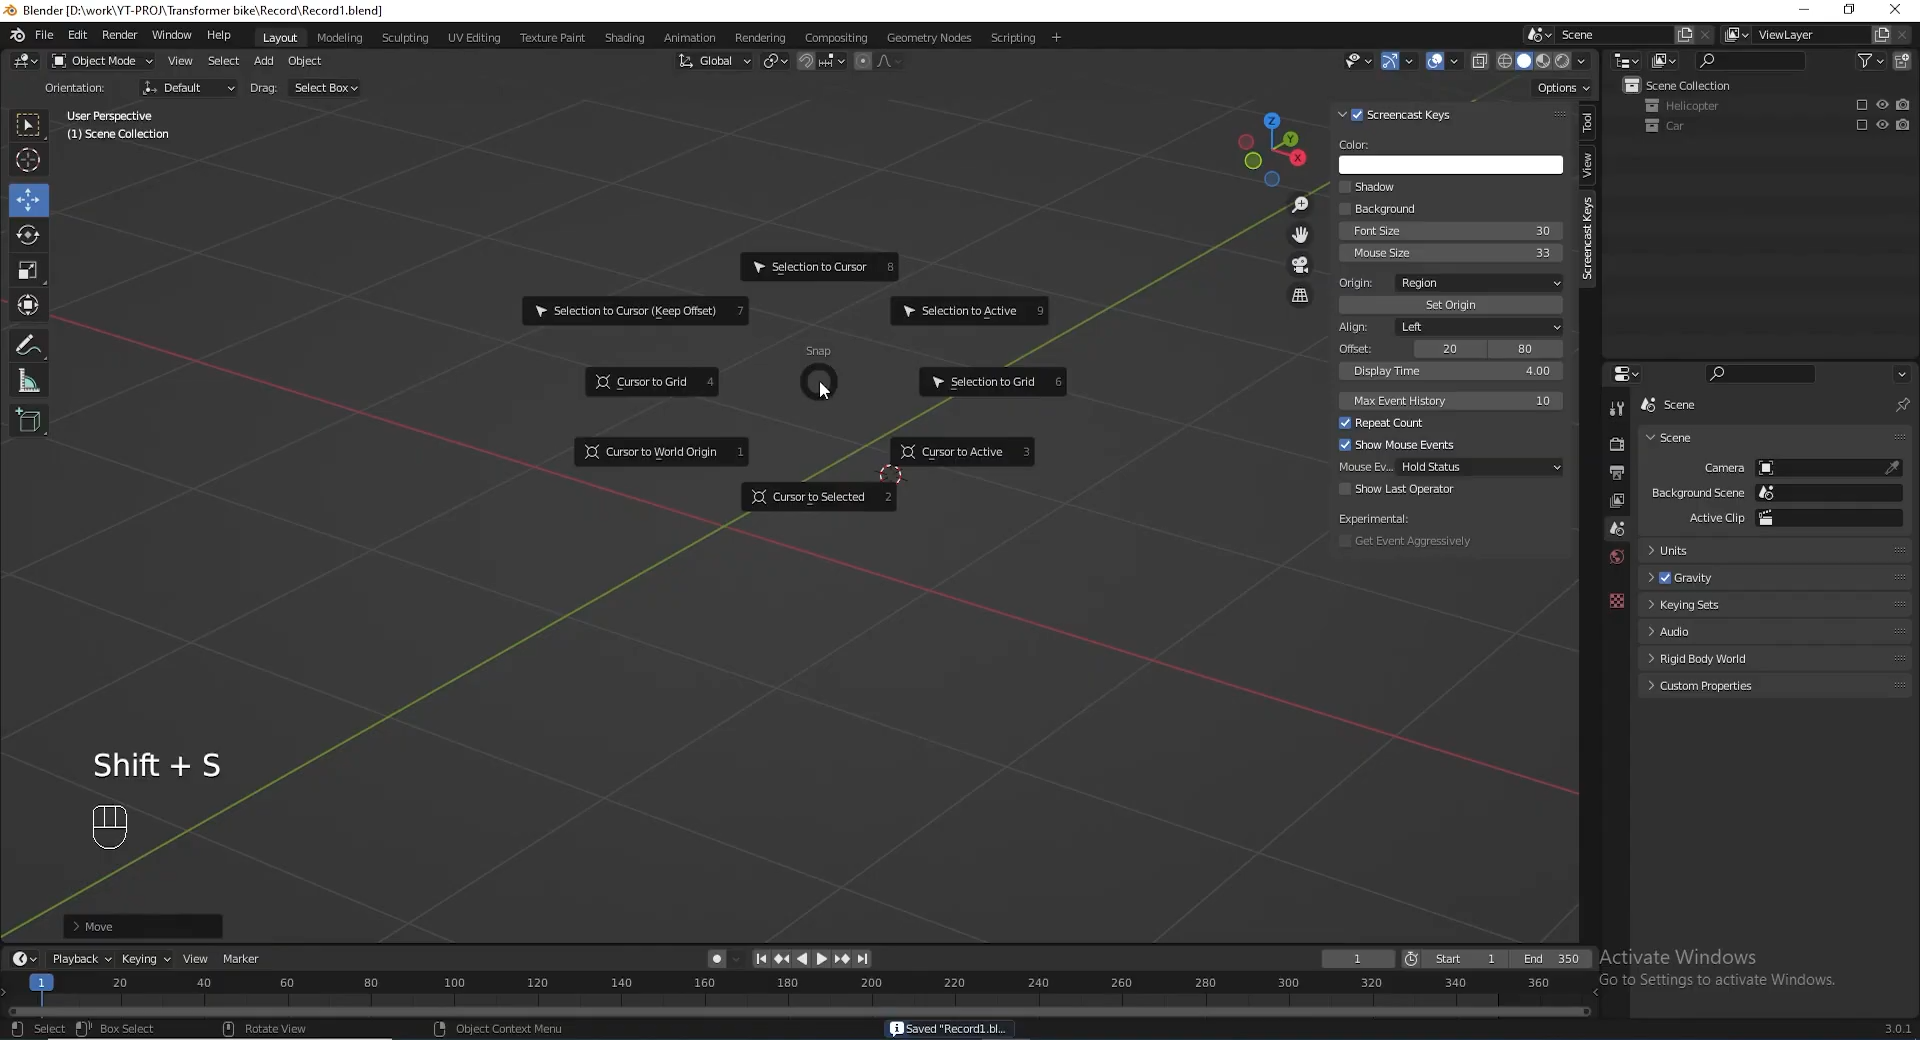 Blender [D:\work\YT-PROJ\Transformer bike\Record\Record1.blend]
File Edit Render Window Help Layout Modeling Sculpting UV Editing Texture Paint Shading Animation Rendering Compositing Geometry Nodes Scripting + Scene ViewLayer
Object Mode View Select Add Object Global
Orientation: Default Drag: Select Box Options
User Perspective
(1) Scene Collection
Selection to Cursor 8
Selection to Cursor (Keep Offset) 7
Selection to Active 9
Snap
Cursor to Grid 4
Selection to Grid 6
Cursor to World Origin 1
Cursor to Active 3
Cursor to Selected 2
Z
Y
X
Shift + S
Move
Screencast Keys
Color:
Shadow
Background
Font Size 30
Mouse Size 33
Origin: Region
Set Origin
Align: Left
Offset: 20 80
Display Time 4.00
Max Event History 10
Repeat Count
Show Mouse Events
Mouse Ev... Hold Status
Show Last Operator
Experimental:
Get Event Aggressively
Tool
View
Screencast Keys
Scene Collection
Helicopter
Car
Scene
Scene
Camera
Background Scene
Active Clip
Units
Gravity
Keying Sets
Audio
Rigid Body World
Custom Properties
Playback Keying View Marker 1 Start 1 End 350
1 20 40 60 80 100 120 140 160 180 200 220 240 260 280 300 320 340 360
Activate Windows
Go to Settings to activate Windows.
Select Box Select Rotate View Object Context Menu Saved "Record1.bl... 3.0.1